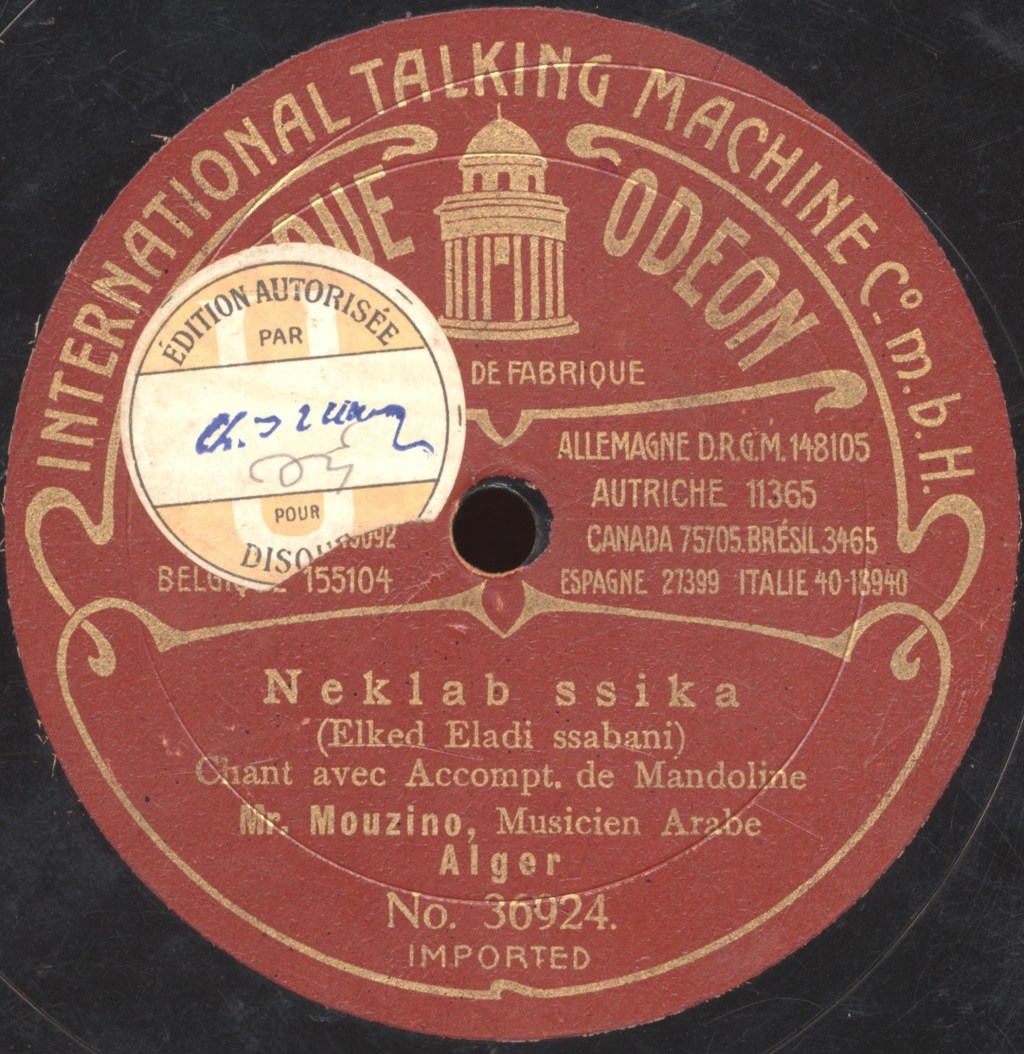 INTERNATIONAL TALKING MACHINE Co. m.b.H.
ODEON
DE FABRIQUE
ÉDITION AUTORISÉE
PAR
POUR
ALLEMAGNE D.R.G.M. 148105
AUTRICHE 11365
CANADA 75705. BRÉSIL 3465
155104
ESPAGNE 27399 ITALIE 40-18940
Neklab ssika
(Elked Eladi ssabani)
Chant avec Accompt. de Mandoline
Mr. Mouzino, Musicien Arabe
Alger
No. 36924.
IMPORTED